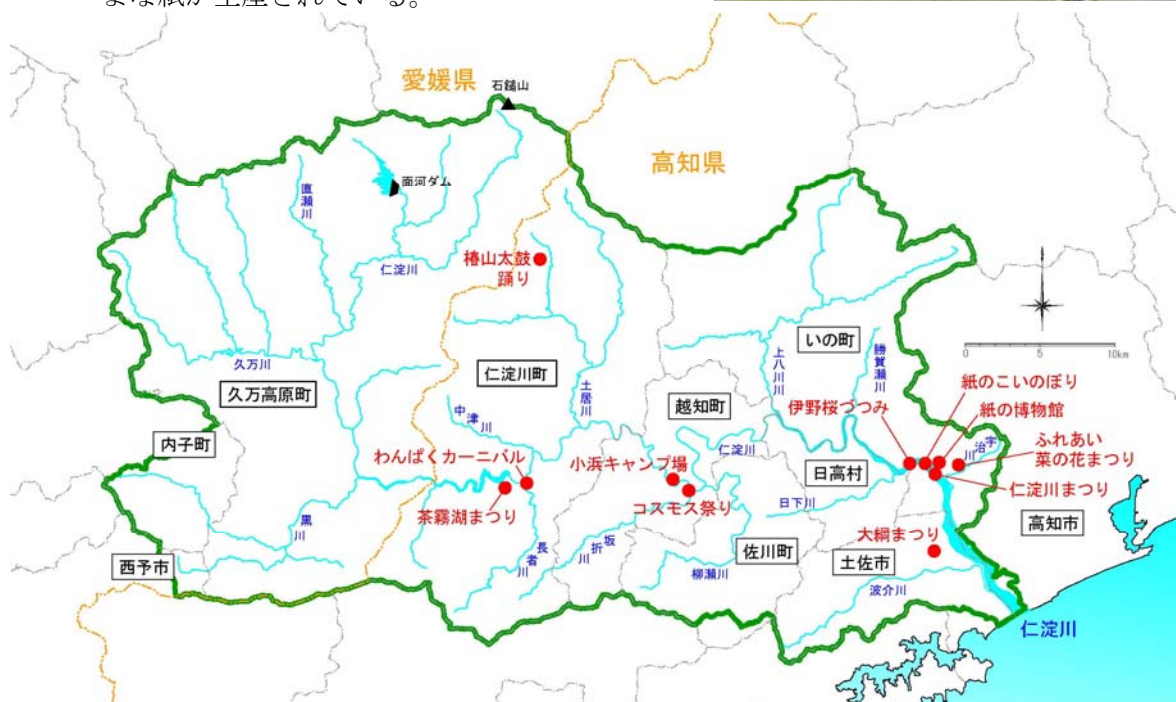 まな紙が生産されている。
愛媛県
石鎚山
高知県
面河ダム
直瀬川
椿山太鼓
踊り
仁淀川
いの町
上八川川
勝賀瀬川
紙のこいのぼり
久万川
仁淀川町
土居川
越知町
伊野桜づつみ
紙の博物館
久万高原町
中津川
仁淀川
宇治川
ふれあい
菜の花まつり
内子町
わんぱくカーニバル
小浜キャンプ場
日高村
仁淀川まつり
茶霧湖まつり
コスモス祭り
日下川
高知市
黒川
大綱まつり
西予市
長者川
坂折川
佐川町
土佐市
柳瀬川
波介川
仁淀川
0 5 10km